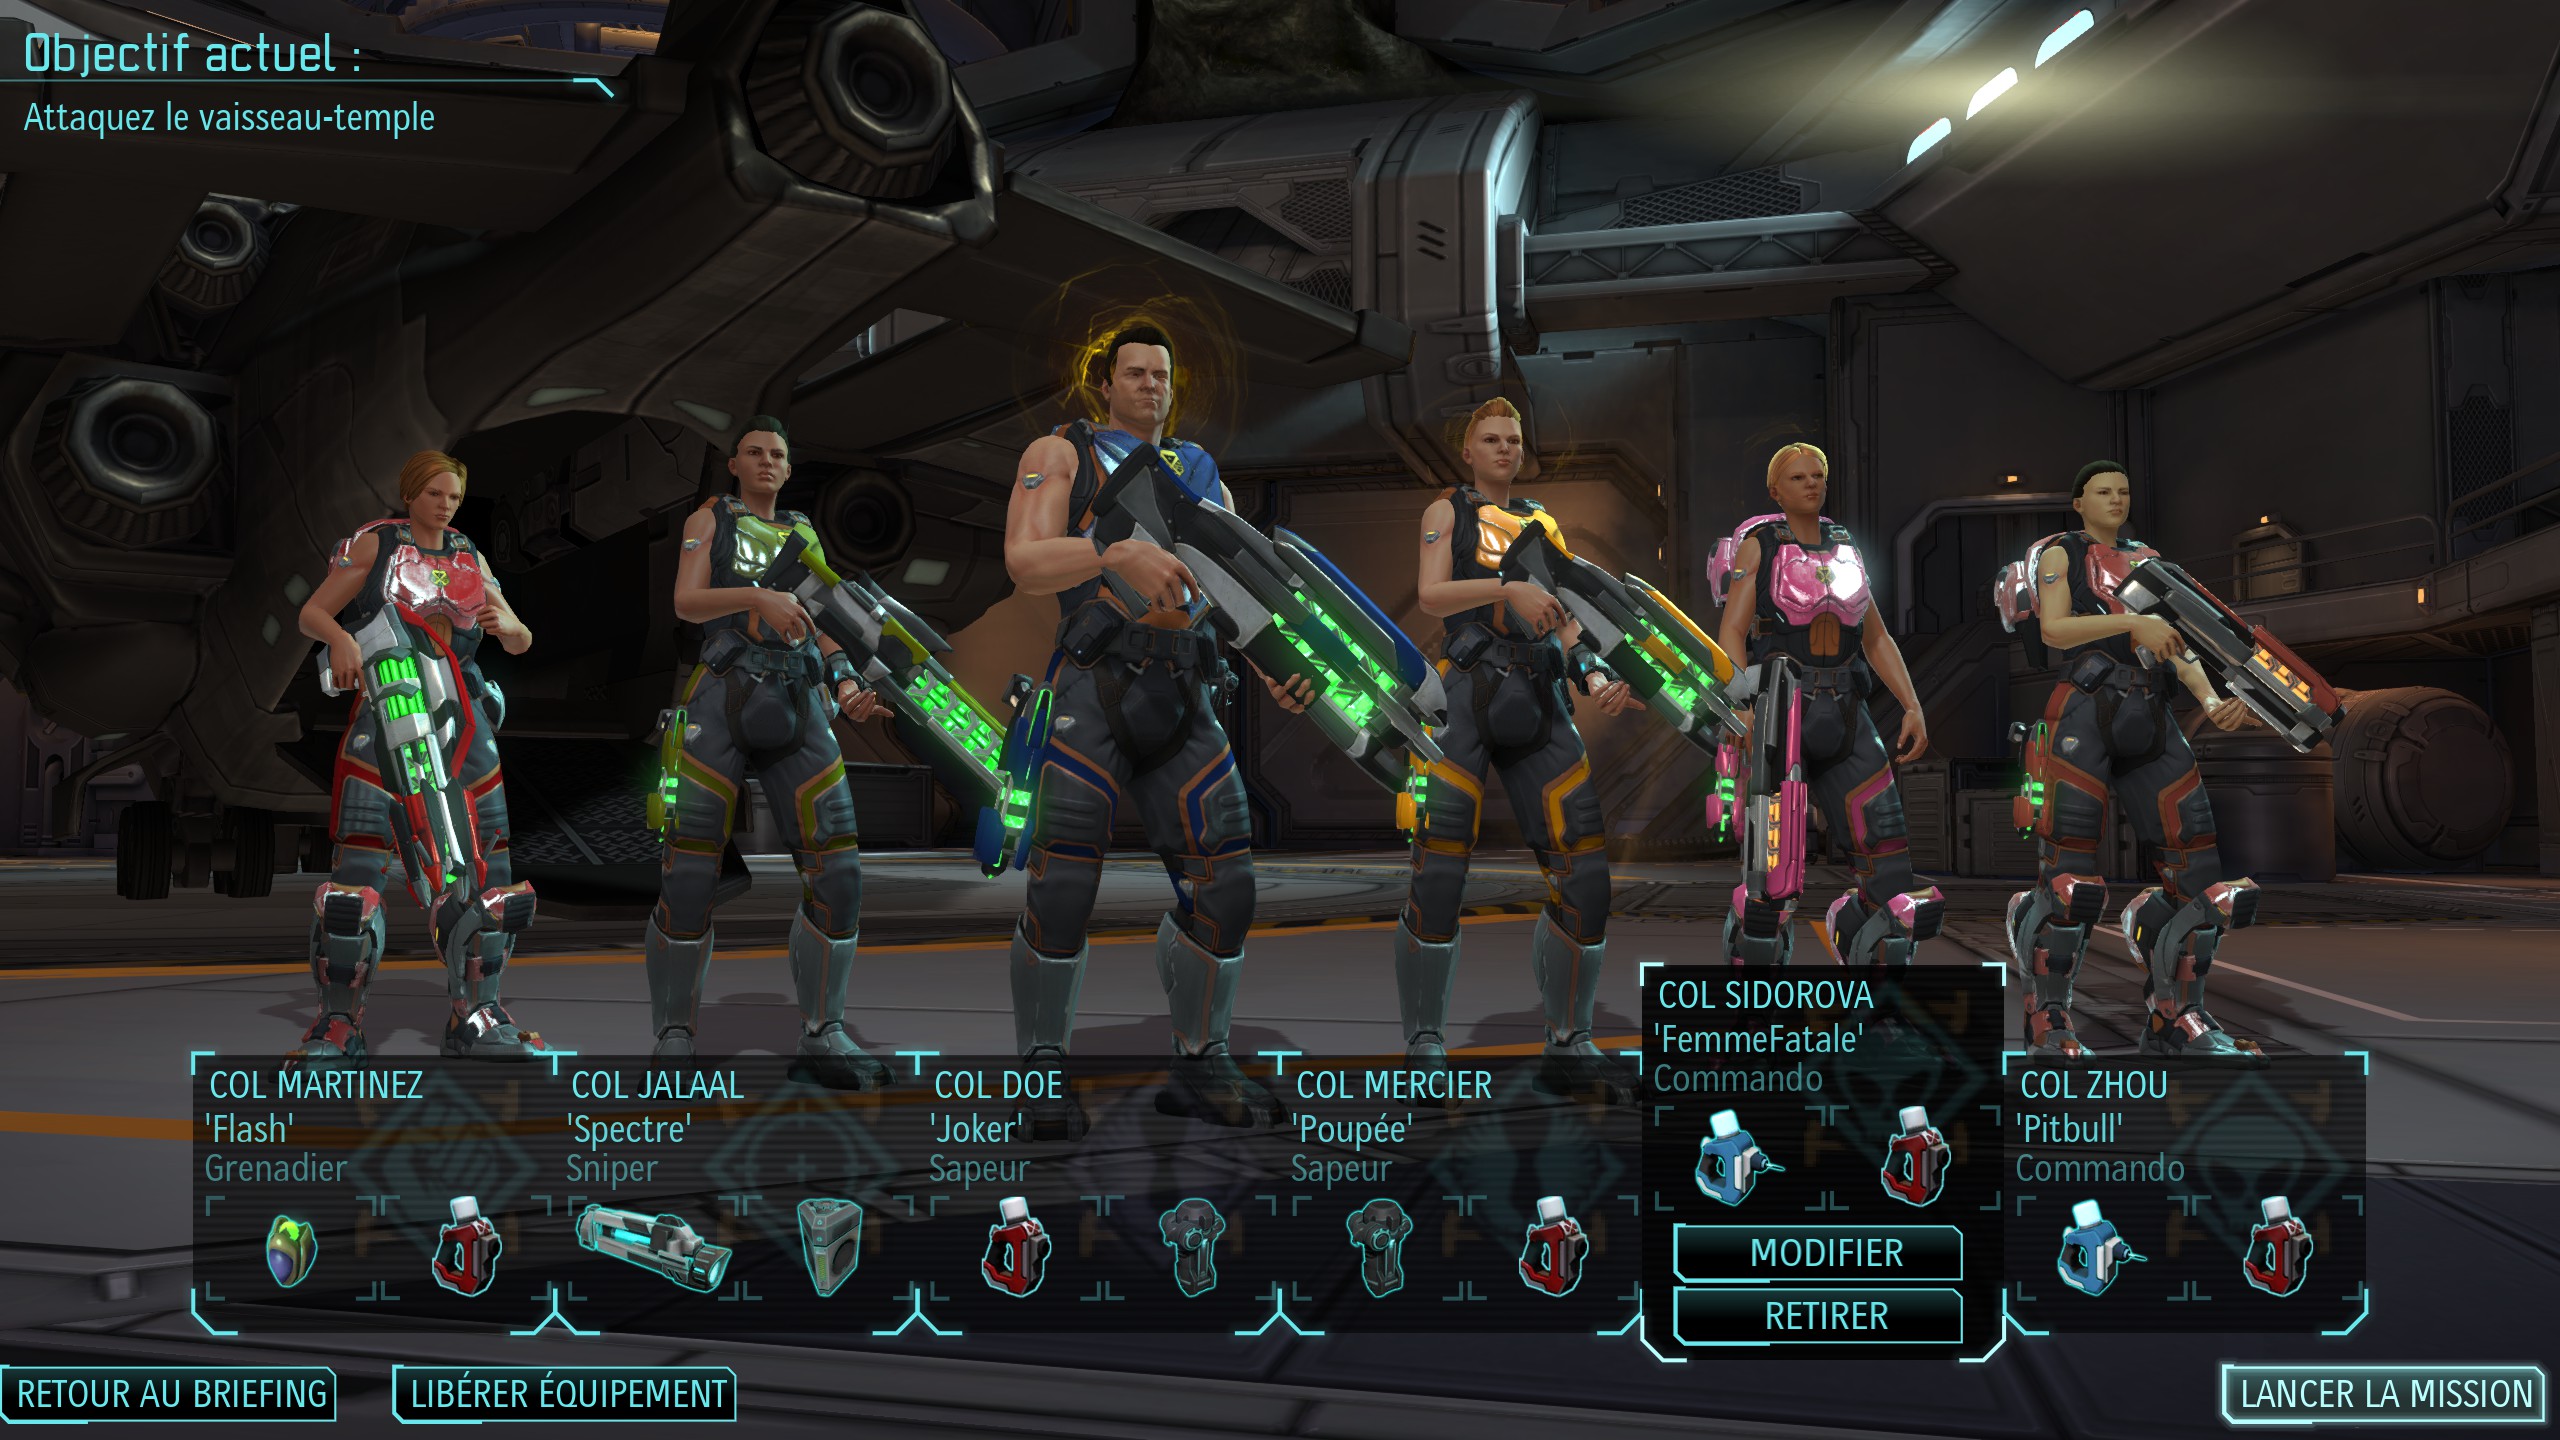 Objectif actuel :
Attaquez le vaisseau-temple
COL MARTINEZ
'Flash'
Grenadier
COL JALAAL
'Spectre'
Sniper
COL DOE
'Joker'
Sapeur
COL MERCIER
'Poupée'
Sapeur
COL SIDOROVA
'FemmeFatale'
Commando
MODIFIER
RETIRER
COL ZHOU
'Pitbull'
Commando
RETOUR AU BRIEFING
LIBÉRER ÉQUIPEMENT
LANCER LA MISSION